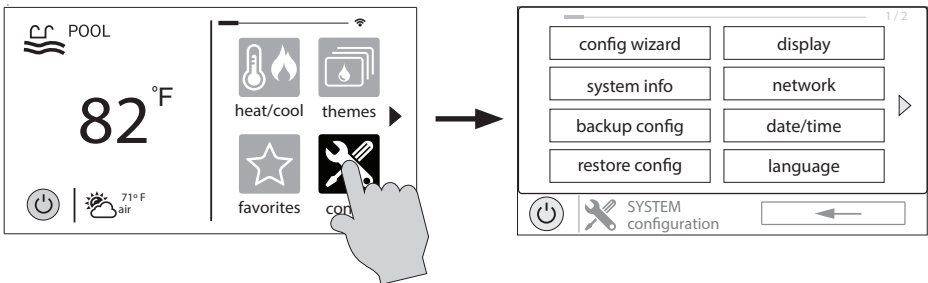 POOL
82°F
71° F
air
heat/cool
themes
favorites
con
1 / 2
config wizard
display
system info
network
backup config
date/time
restore config
language
SYSTEM
configuration